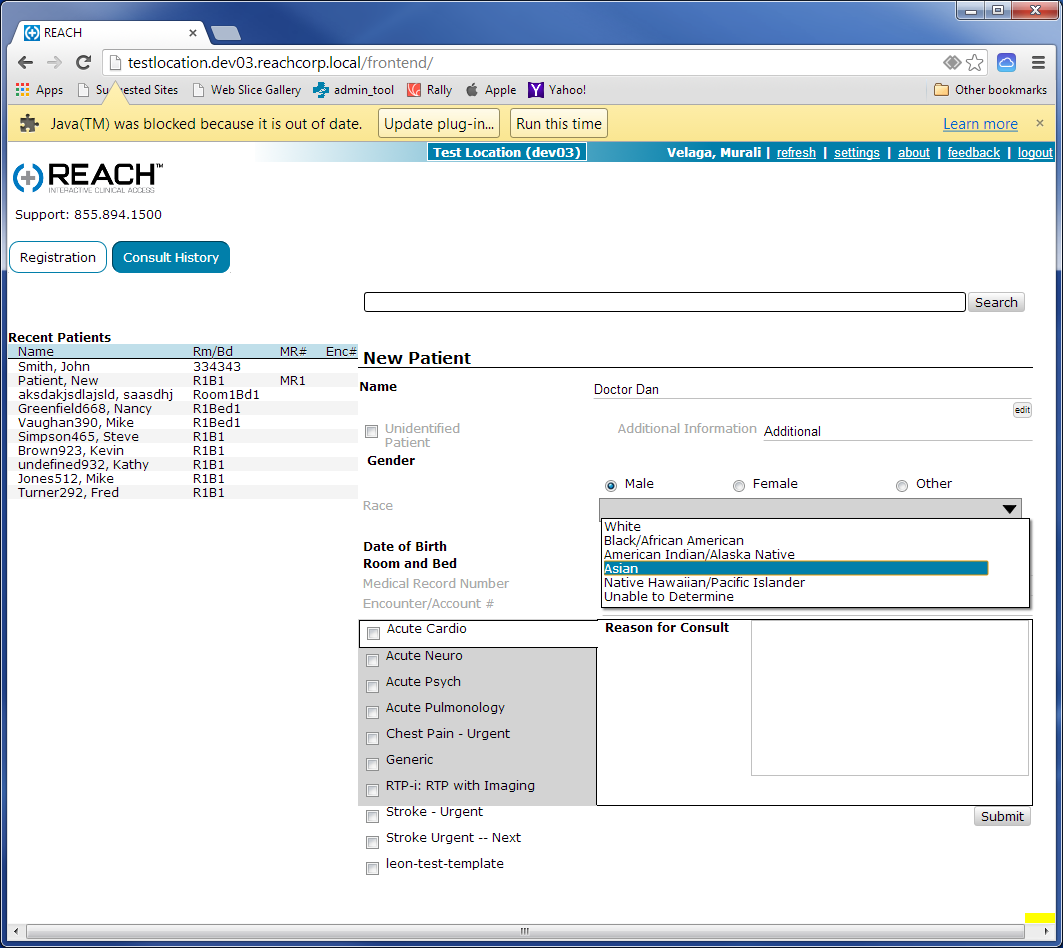 REACH
testlocation.dev03.reachcorp.local/frontend/
Apps Suggested Sites Web Slice Gallery admin_tool Rally Apple Yahoo! Other bookmarks
Java(TM) was blocked because it is out of date. Update plug-in... Run this time Learn more
Test Location (dev03) Velaga, Murali | refresh | settings | about | feedback | logout
REACH™
INTERACTIVE CLINICAL ACCESS
Support: 855.894.1500
Registration Consult History
Search
Recent Patients
Name Rm/Bd MR# Enc#
Smith, John 334343
Patient, New R1B1 MR1
aksdakjsdlajsld, saasdhj Room1Bd1
Greenfield668, Nancy R1Bed1
Vaughan390, Mike R1Bed1
Simpson465, Steve R1B1
Brown923, Kevin R1B1
undefined932, Kathy R1B1
Jones512, Mike R1B1
Turner292, Fred R1B1
New Patient
Name Doctor Dan
edit
Unidentified Patient Additional Information Additional
Gender
Male Female Other
Race
White
Black/African American
American Indian/Alaska Native
Asian
Native Hawaiian/Pacific Islander
Unable to Determine
Date of Birth
Room and Bed
Medical Record Number
Encounter/Account #
Acute Cardio
Acute Neuro
Acute Psych
Acute Pulmonology
Chest Pain - Urgent
Generic
RTP-i: RTP with Imaging
Stroke - Urgent
Stroke Urgent -- Next
leon-test-template
Reason for Consult
Submit